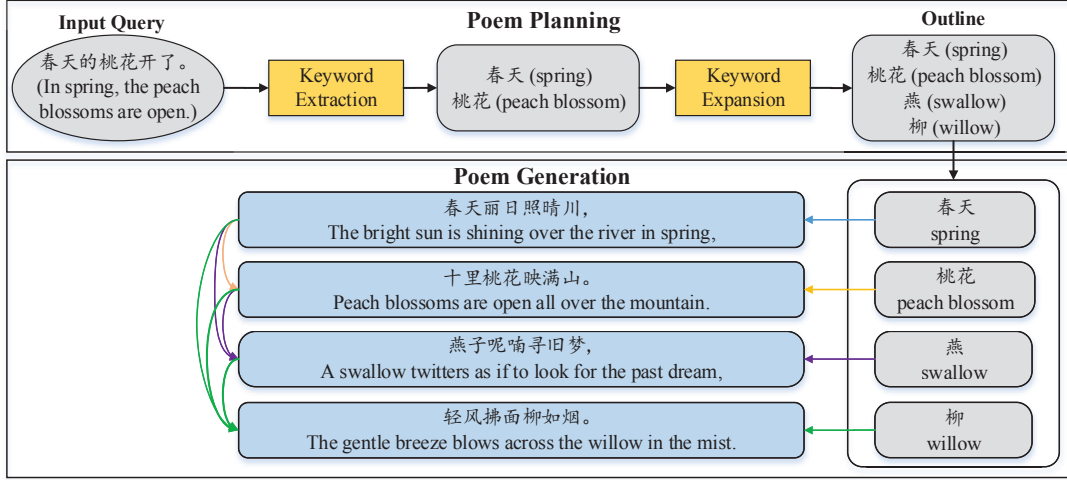 Poem Planning
Input Query
春天的桃花开了。
(In spring, the peach
blossoms are open.)
Keyword
Extraction
春天 (spring)
桃花 (peach blossom)
Keyword
Expansion
Outline
春天 (spring)
桃花 (peach blossom)
燕 (swallow)
柳 (willow)
Poem Generation
春天丽日照晴川，
The bright sun is shining over the river in spring,
春天
spring
十里桃花映满山。
Peach blossoms are open all over the mountain.
桃花
peach blossom
燕子呢喃寻旧梦，
A swallow twitters as if to look for the past dream,
燕
swallow
轻风拂面柳如烟。
The gentle breeze blows across the willow in the mist.
柳
willow